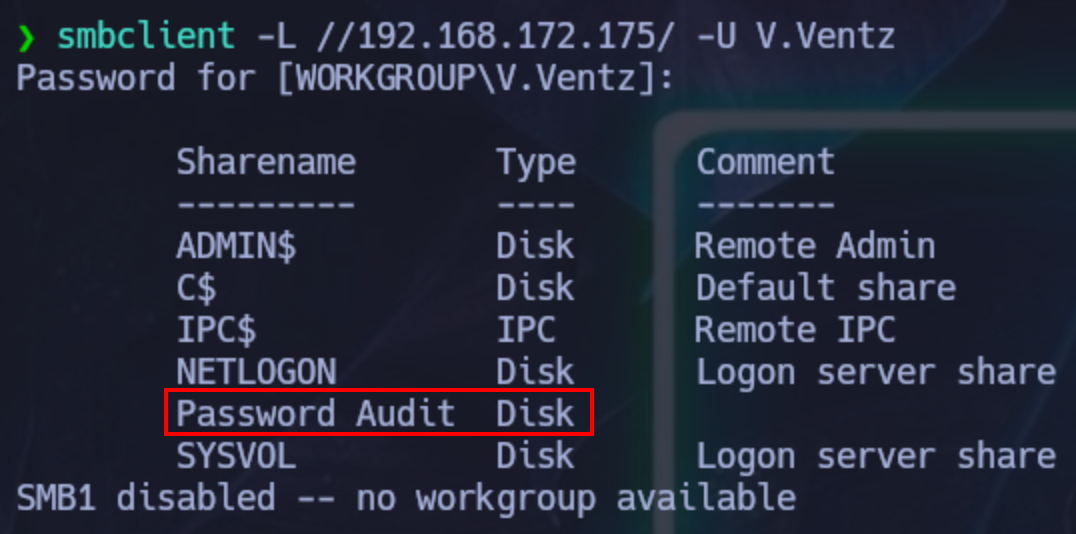 ❯ smbclient -L //192.168.172.175/ -U V.Ventz
Password for [WORKGROUP\V.Ventz]:
Sharename Type Comment
--------- ---- -------
ADMIN$ Disk Remote Admin
C$ Disk Default share
IPC$ IPC Remote IPC
NETLOGON Disk Logon server share
Password Audit Disk
SYSVOL Disk Logon server share
SMB1 disabled -- no workgroup available